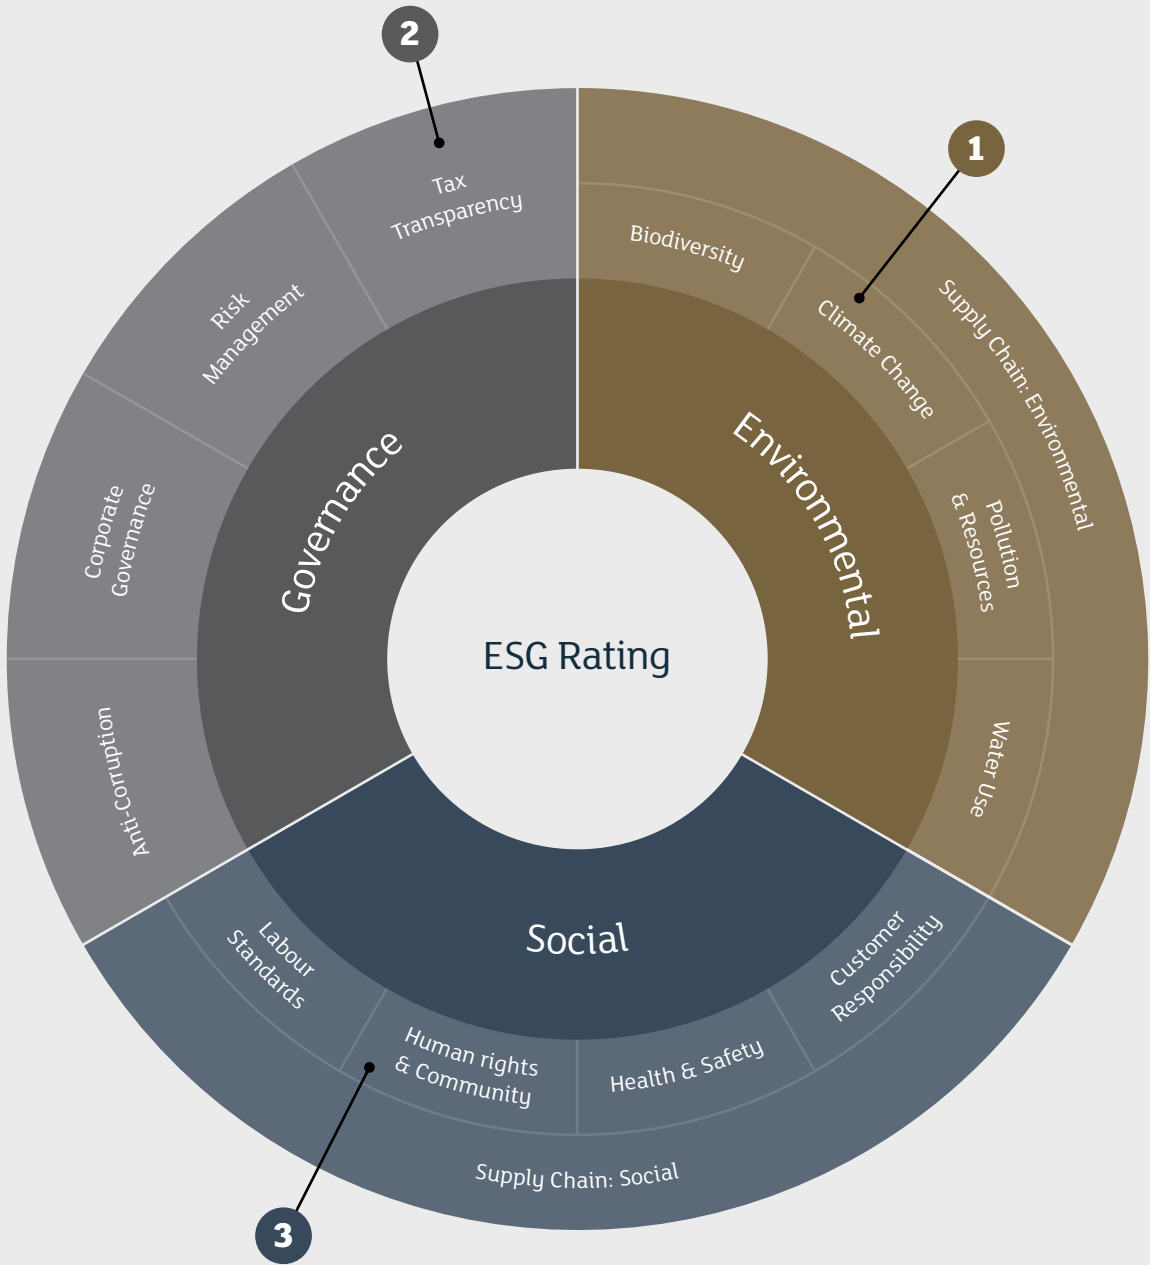 2
1
Tax
Transparency
Biodiversity
Climate Change
Supply Chain: Environmental
Risk
Management
Environmental
Governance
Pollution
& Resources
Corporate
Governance
ESG Rating
Water Use
Anti-Corruption
Social
Customer
Responsibility
Labour
Standards
Human rights
& Community
Health & Safety
Supply Chain: Social
3